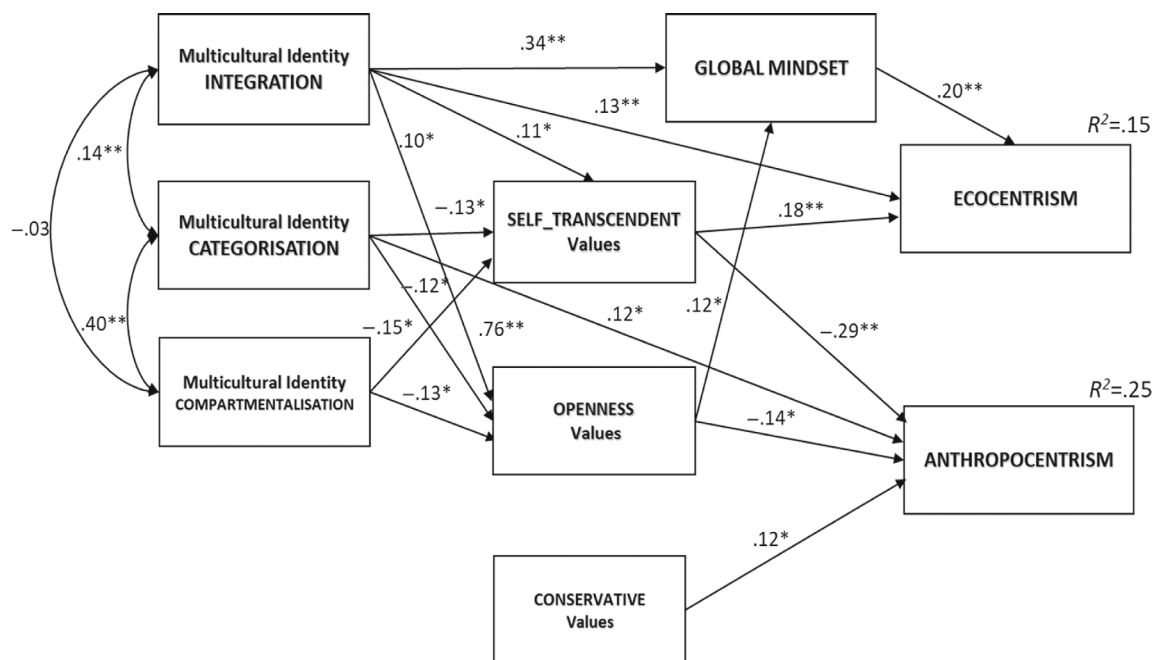 Multicultural Identity
INTEGRATION
.34**
GLOBAL MINDSET
.20**
R²=.15
.13**
.11*
.10*
.14**
−.03
Multicultural Identity
CATEGORISATION
−.13*
SELF_TRANSCENDENT
Values
.18**
ECOCENTRISM
−.12*
.12*
.12*
.40**
−.15*
.76**
−.29**
Multicultural Identity
COMPARTMENTALISATION
−.13*
OPENNESS
Values
−.14*
R²=.25
ANTHROPOCENTRISM
.12*
CONSERVATIVE
Values